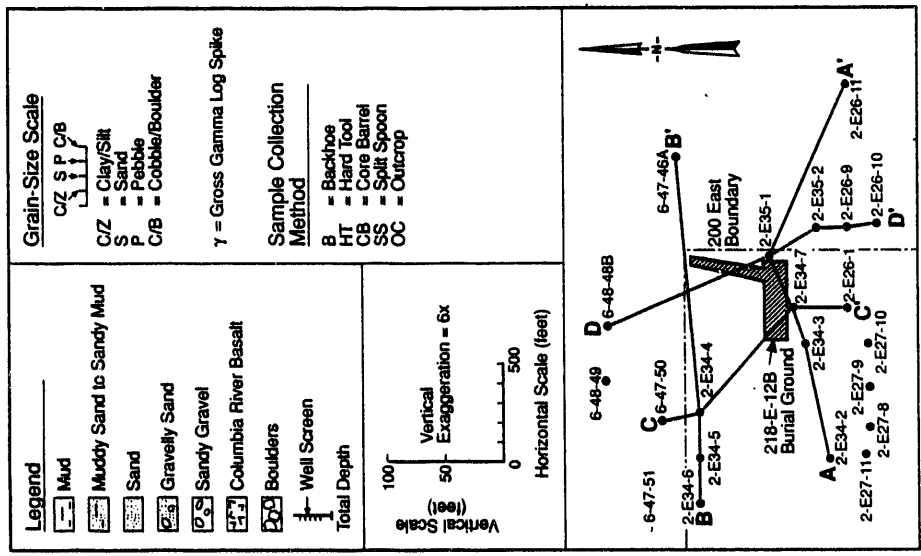 Legend
Mud
Muddy Sand to Sandy Mud
Sand
Gravelly Sand
Sandy Gravel
Columbia River Basalt
Boulders
Well Screen
Total Depth
Grain-Size Scale
C/Z S P C/B
C/Z = Clay/Silt
S = Sand
P = Pebble
C/B = Cobble/Boulder
γ = Gross Gamma Log Spike
Sample Collection
Method
B = Backhoe
HT = Hard Tool
CB = Core Barrel
SS = Split Spoon
OC = Outcrop
Vertical Scale
(feet)
100
50
0
Vertical
Exaggeration = 6x
0 500
Horizontal Scale (feet)
-N-
6-47-51
6-48-49
D
6-48-48B
C
6-47-50
6-47-46A
B'
2-E34-6
B
2-E34-5
2-E34-4
200 East
Boundary
218-E-12B
Burial Ground
2-E35-1
2-E34-7
2-E34-3
A
2-E34-2
A'
2-E26-11
2-E35-2
2-E26-9
2-E26-10
D'
2-E26-1
C'
2-E27-11
2-E27-8
2-E27-9
2-E27-10